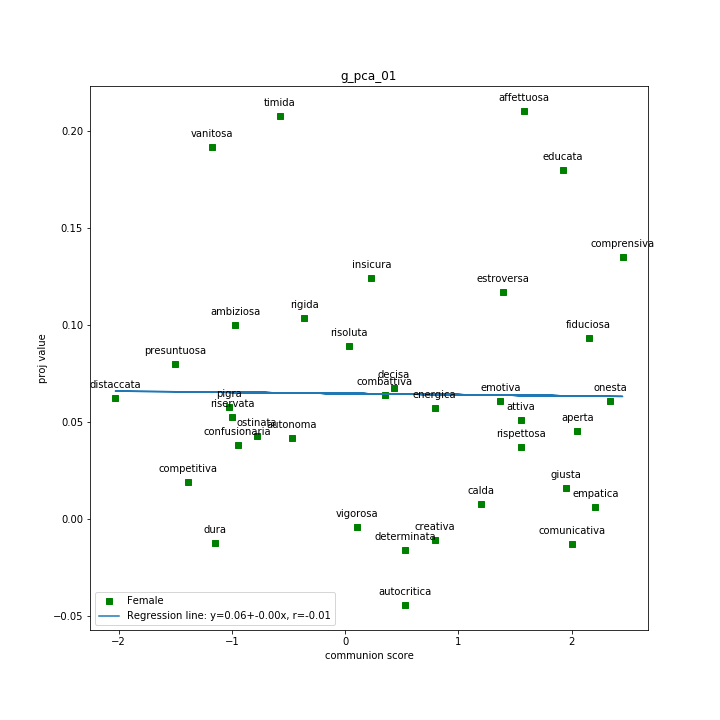 g_pca_01
affettuosa
timida
vanitosa
educata
comprensiva
insicura
estroversa
rigida
ambiziosa
fiduciosa
risoluta
presuntuosa
decisa
combattiva
distaccata
emotiva
onesta
pigra
energica
riservata
attiva
ostinata
autonoma
aperta
confusionaria
rispettosa
competitiva
giusta
empatica
calda
vigorosa
creativa
dura
determinata
comunicativa
autocritica
0.20
0.15
0.10
0.05
0.00
−0.05
proj value
Female
Regression line: y=0.06+-0.00x, r=-0.01
−2 −1 0 1 2
communion score